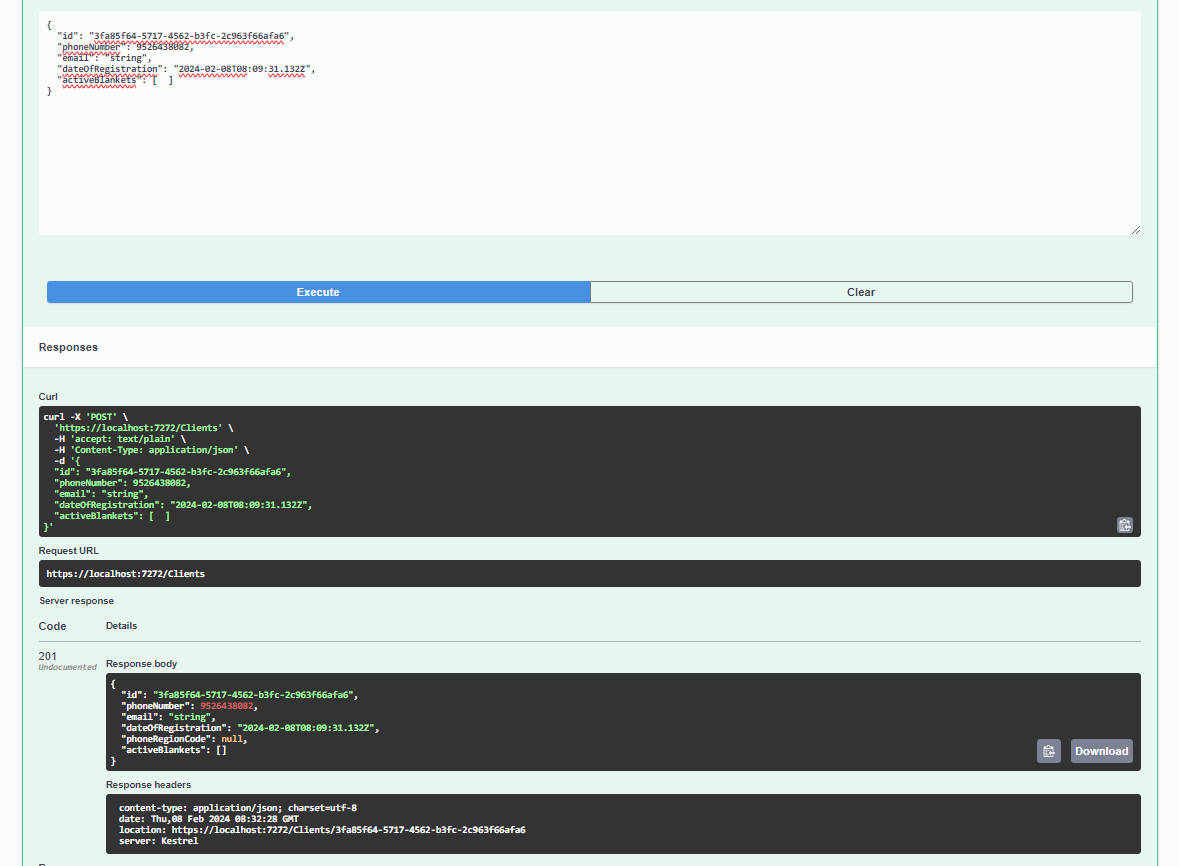 {
"id": "3fa85f64-5717-4562-b3fc-2c963f66afa6",
"phoneNumber": 9526438082,
"email": "string",
"dateOfRegistration": "2024-02-08T08:09:31.132Z",
"activeBlankets": [  ]
}
Execute
Clear
Responses
Curl
curl -X 'POST' \
'https://localhost:7272/Clients' \
-H 'accept: text/plain' \
-H 'Content-Type: application/json' \
-d '{
"id": "3fa85f64-5717-4562-b3fc-2c963f66afa6",
"phoneNumber": 9526438082,
"email": "string",
"dateOfRegistration": "2024-02-08T08:09:31.132Z",
"activeBlankets": [  ]
}'
Request URL
https://localhost:7272/Clients
Server response
Code Details
201
Undocumented
Response body
{
"id": "3fa85f64-5717-4562-b3fc-2c963f66afa6",
"phoneNumber": 9526438082,
"email": "string",
"dateOfRegistration": "2024-02-08T08:09:31.132Z",
"phoneRegionCode": null,
"activeBlankets": []
}
Download
Response headers
content-type: application/json; charset=utf-8
date: Thu,08 Feb 2024 08:32:28 GMT
location: https://localhost:7272/Clients/3fa85f64-5717-4562-b3fc-2c963f66afa6
server: Kestrel